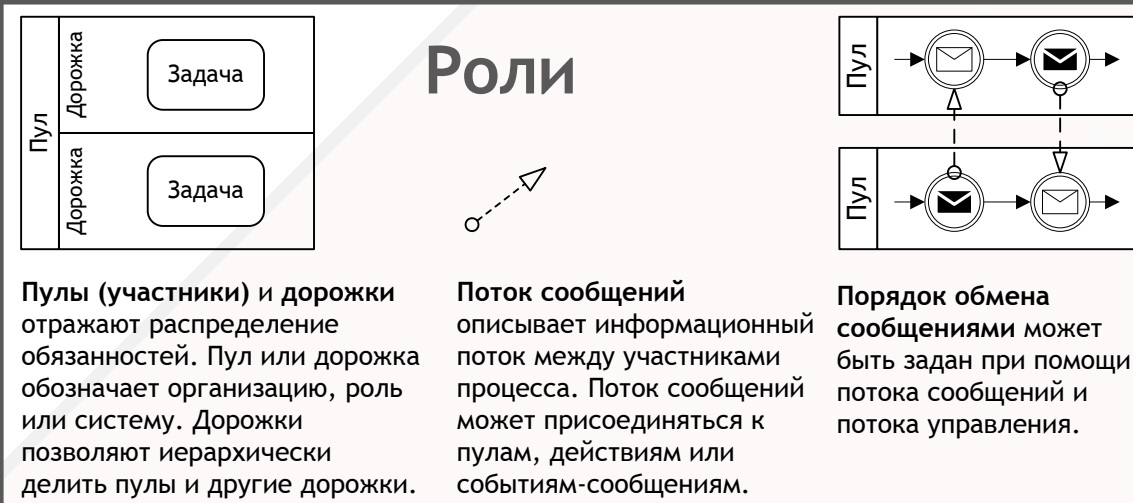 Роли
Пул
Дорожка
Задача
Дорожка
Задача
Пул
Пул
Пулы (участники) и дорожки
отражают распределение
обязанностей. Пул или дорожка
обозначает организацию, роль
или систему. Дорожки
позволяют иерархически
делить пулы и другие дорожки.
Поток сообщений
описывает информационный
поток между участниками
процесса. Поток сообщений
может присоединяться к
пулам, действиям или
событиям-сообщениям.
Порядок обмена
сообщениями может
быть задан при помощи
потока сообщений и
потока управления.